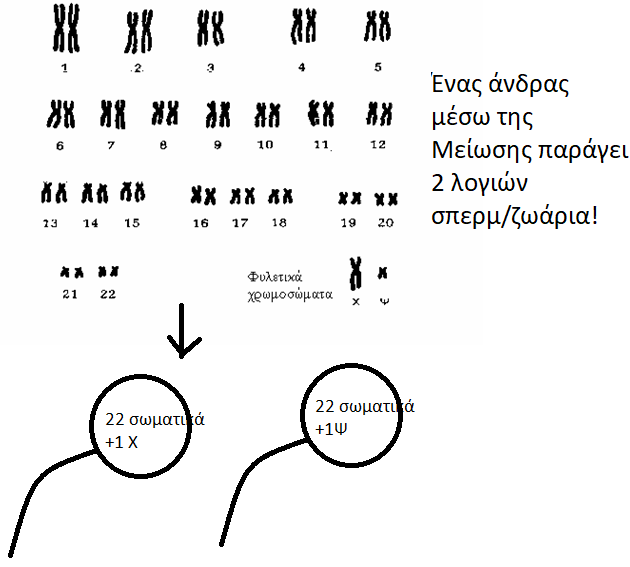 1 2 3 4 5
Ένας άνδρας
μέσω της
Μείωσης παράγει
2 λογιών
σπερμ/ζωάρια!
6 7 8 9 10 11 12
13 14 15 16 17 18 19 20
21 22
Φυλετικά
χρωμοσώματα
Χ Ψ
22 σωματικά
+1 Χ
22 σωματικά
+1Ψ